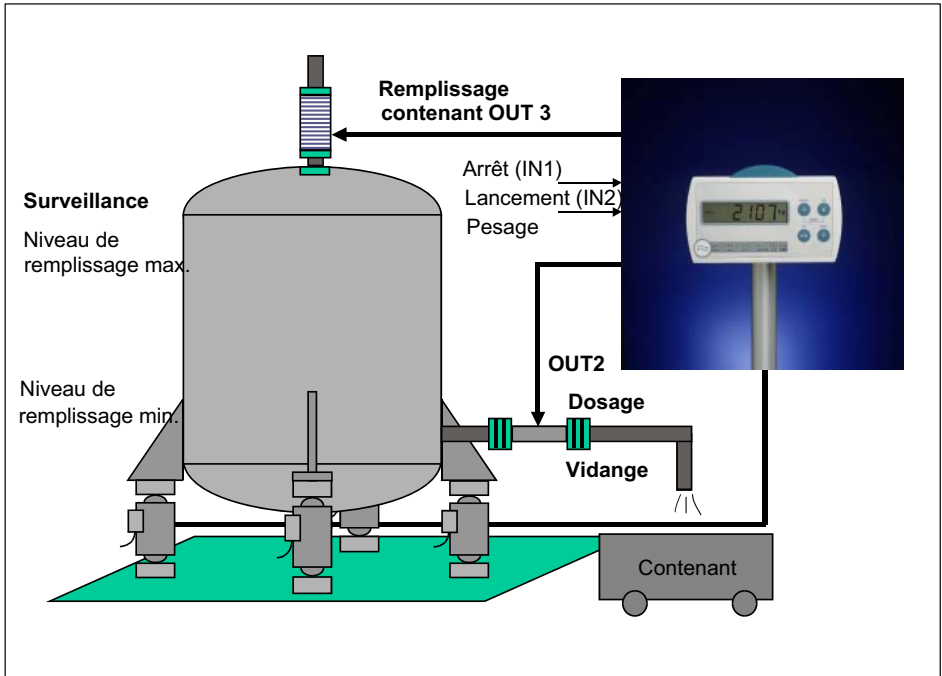 Remplissage
contenant OUT 3
Arrêt (IN1)
Lancement (IN2)
Pesage
Surveillance
Niveau de
remplissage max.
2107
OUT2
Niveau de
remplissage min.
Dosage
Vidange
Contenant